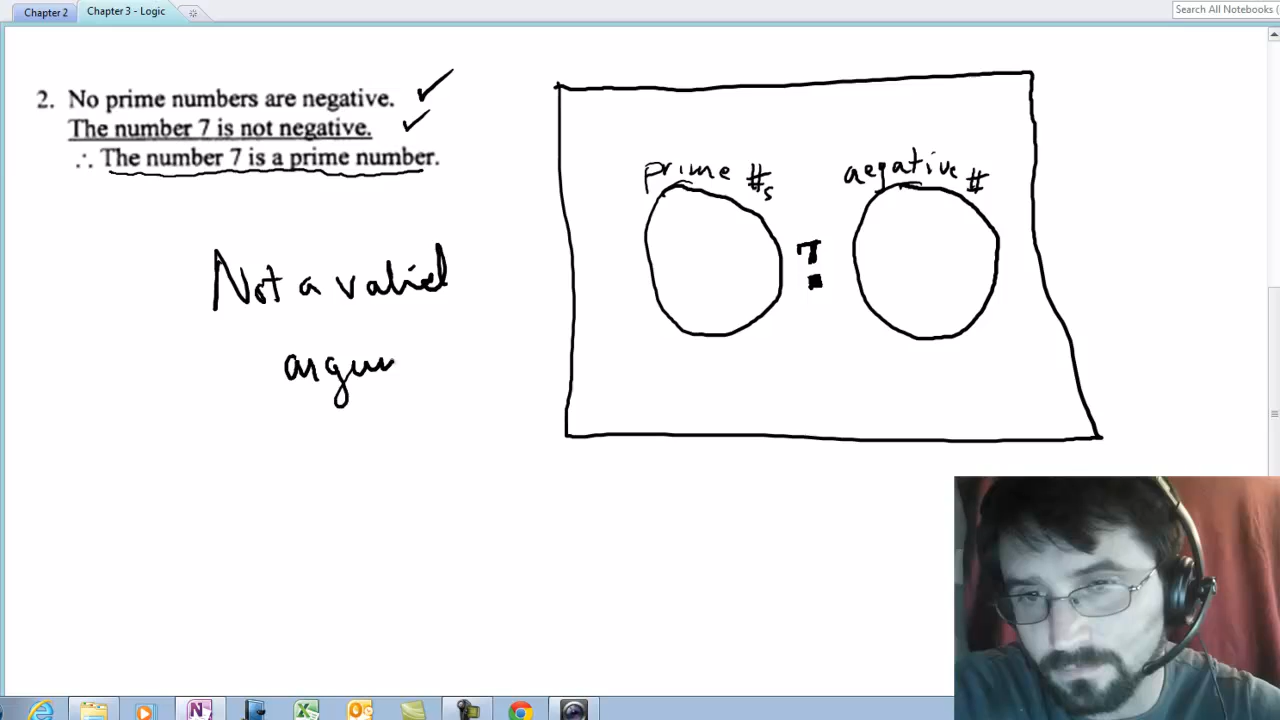 Chapter 2
Chapter 3 - Logic
Search All Notebooks (
2. No prime numbers are negative.
The number 7 is not negative.
∴ The number 7 is a prime number.
prime #s
negative #
7
Not a valid
argum